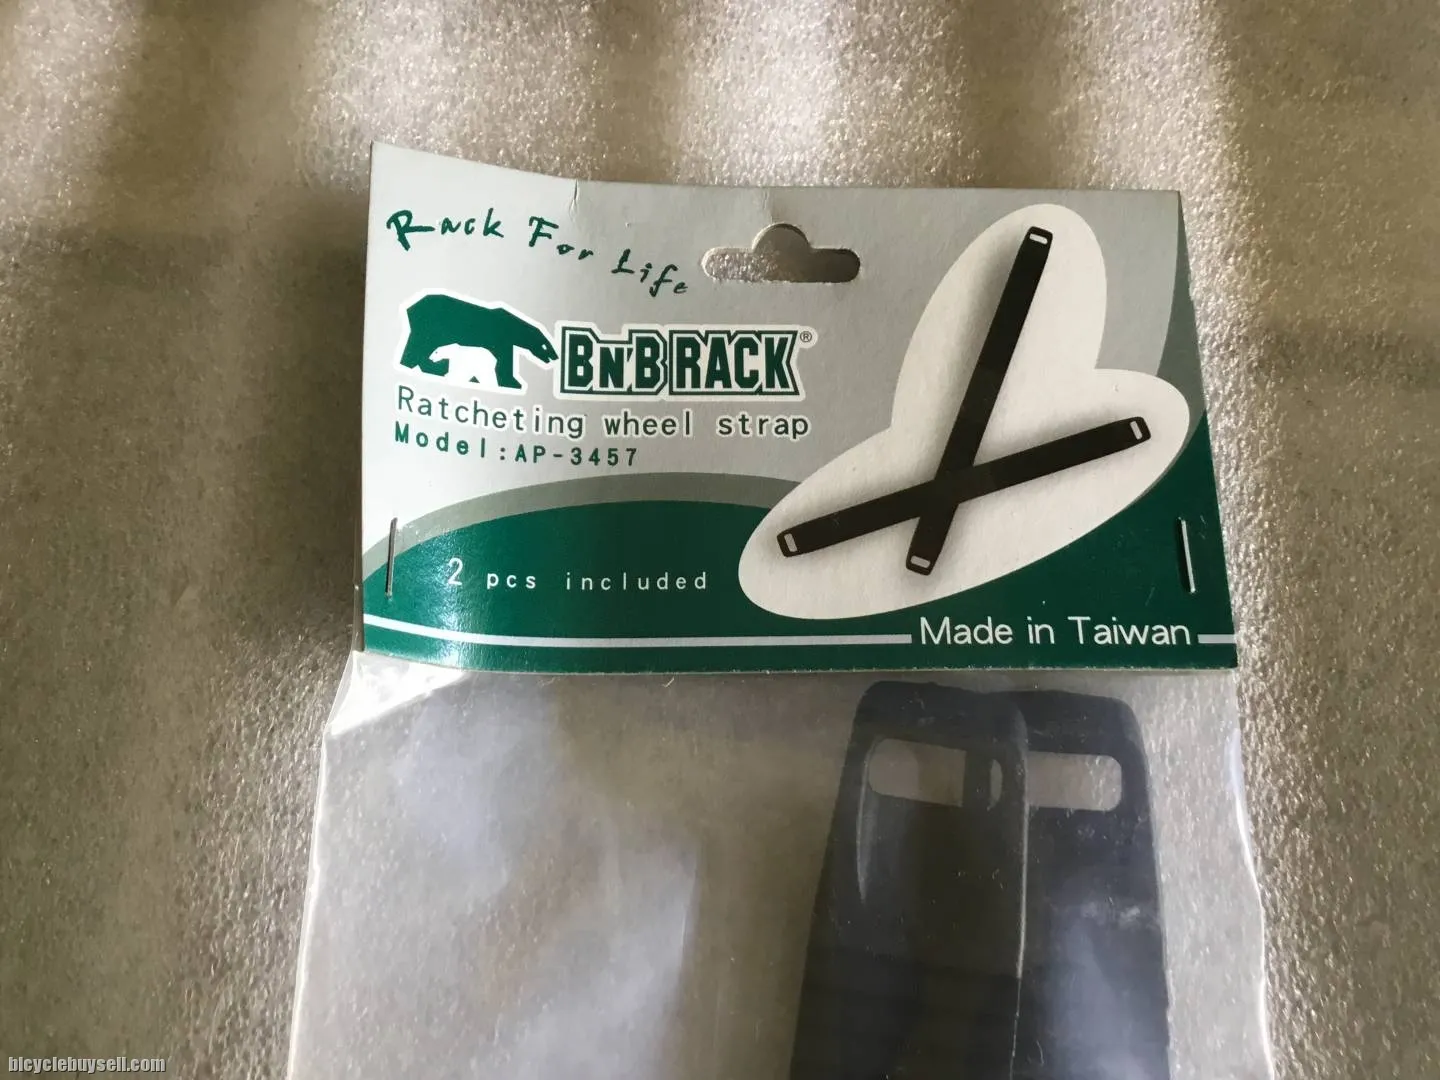 Rack For Life
BN'B RACK®
Ratcheting wheel strap
Model:AP-3457
2 pcs included
Made in Taiwan
bicyclebuysell.com